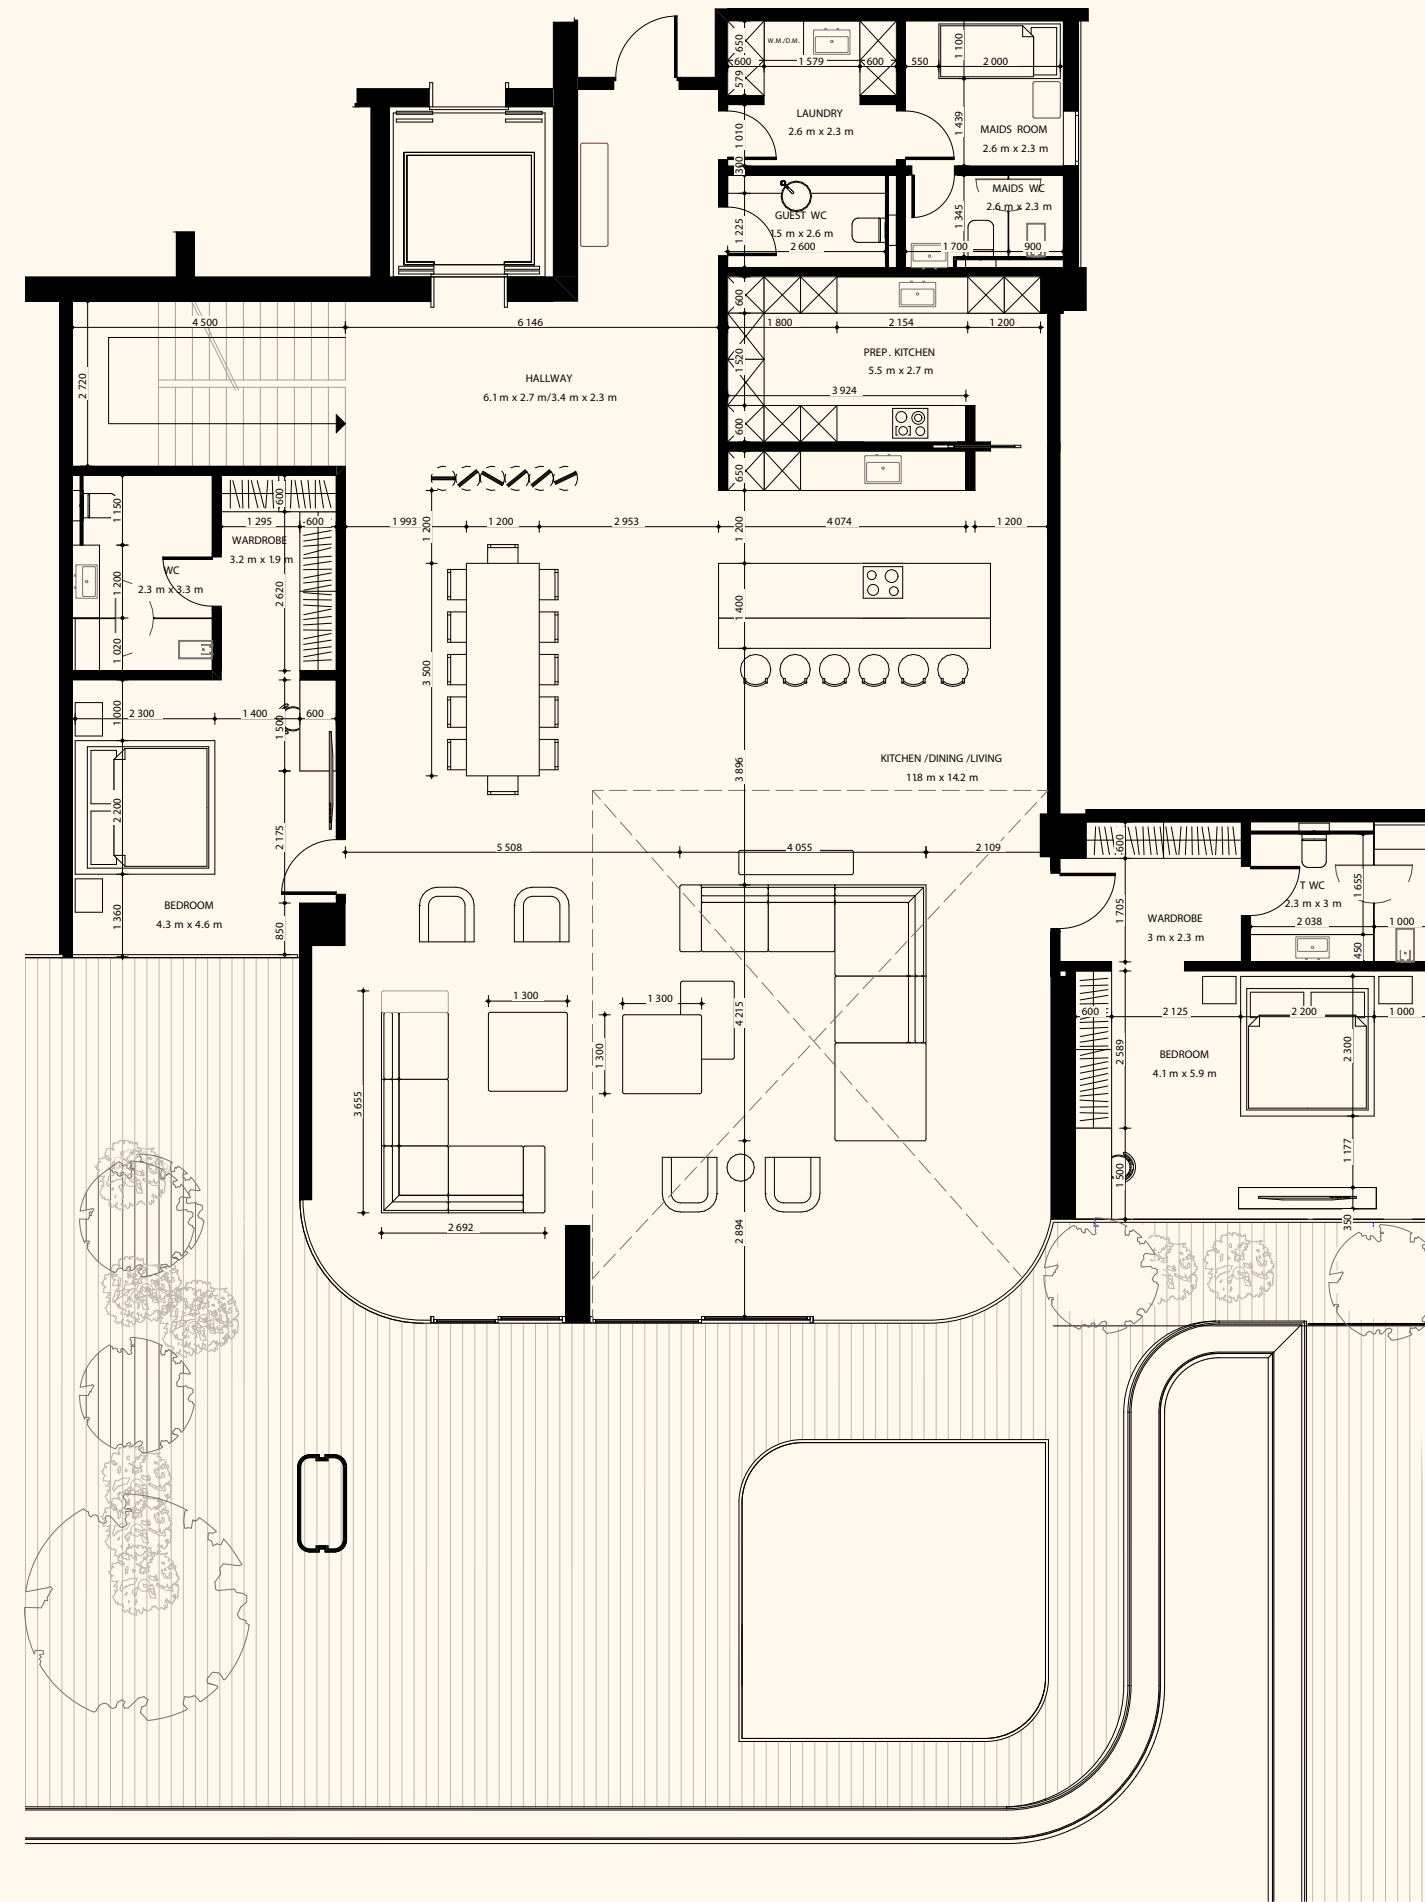 W.M./D.M.
650
600
1 579
600
579
550
1 100
2 000
LAUNDRY
2.6 m x 2.3 m
1 010
300
1 439
MAIDS ROOM
2.6 m x 2.3 m
MAIDS WC
2.6 m x 2.3 m
GUEST WC
1.5 m x 2.6 m
1 225
2 600
1 345
1 700
900
600
4 500
6 146
1 800
2 154
1 200
2 720
HALLWAY
6.1 m x 2.7 m/3.4 m x 2.3 m
1 520
PREP. KITCHEN
5.5 m x 2.7 m
3 924
600
650
1 150
600
1 295
600
WARDROBE
3.2 m x 1.9 m
1 993
1 200
1 200
2 953
1 200
4 074
1 200
WC
2.3 m x 3.3 m
1 200
2 620
1 400
1 020
3 500
1 000
2 300
1 400
1 500
600
KITCHEN /DINING /LIVING
11.8 m x 14.2 m
3 896
2 200
2 175
5 508
4 055
2 109
600
BEDROOM
4.3 m x 4.6 m
1 360
850
T WC
2.3 m x 3 m
1 655
1 705
WARDROBE
3 m x 2.3 m
2 038
1 000
450
1 300
1 300
4 215
1 300
3 655
600
2 125
2 200
1 000
BEDROOM
4.1 m x 5.9 m
2 589
2 300
1 177
1 500
2 692
2 894
350